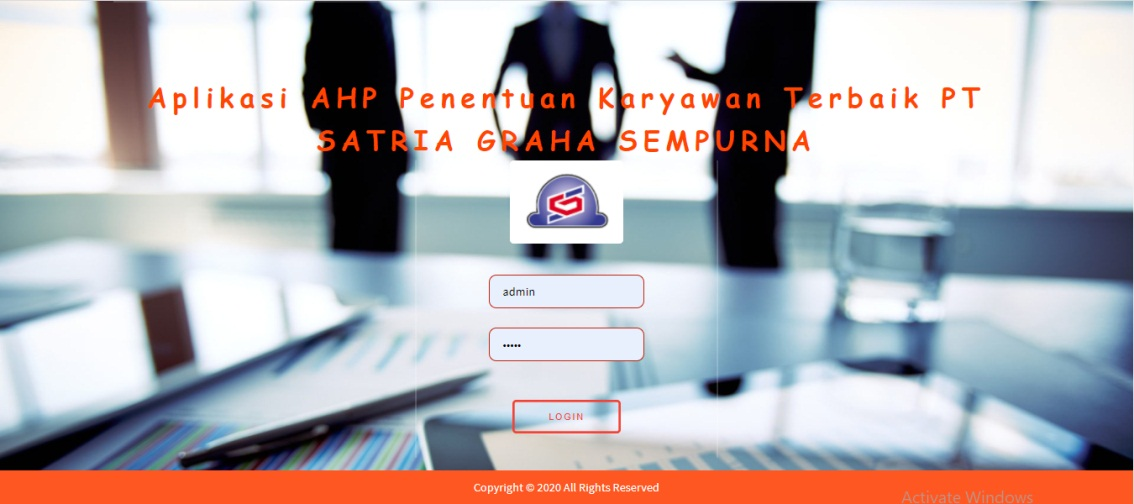 Aplikasi AHP Penentuan Karyawan Terbaik PT
SATRIA GRAHA SEMPURNA
admin
•••••
LOGIN
Copyright © 2020 All Rights Reserved
Activate Windows